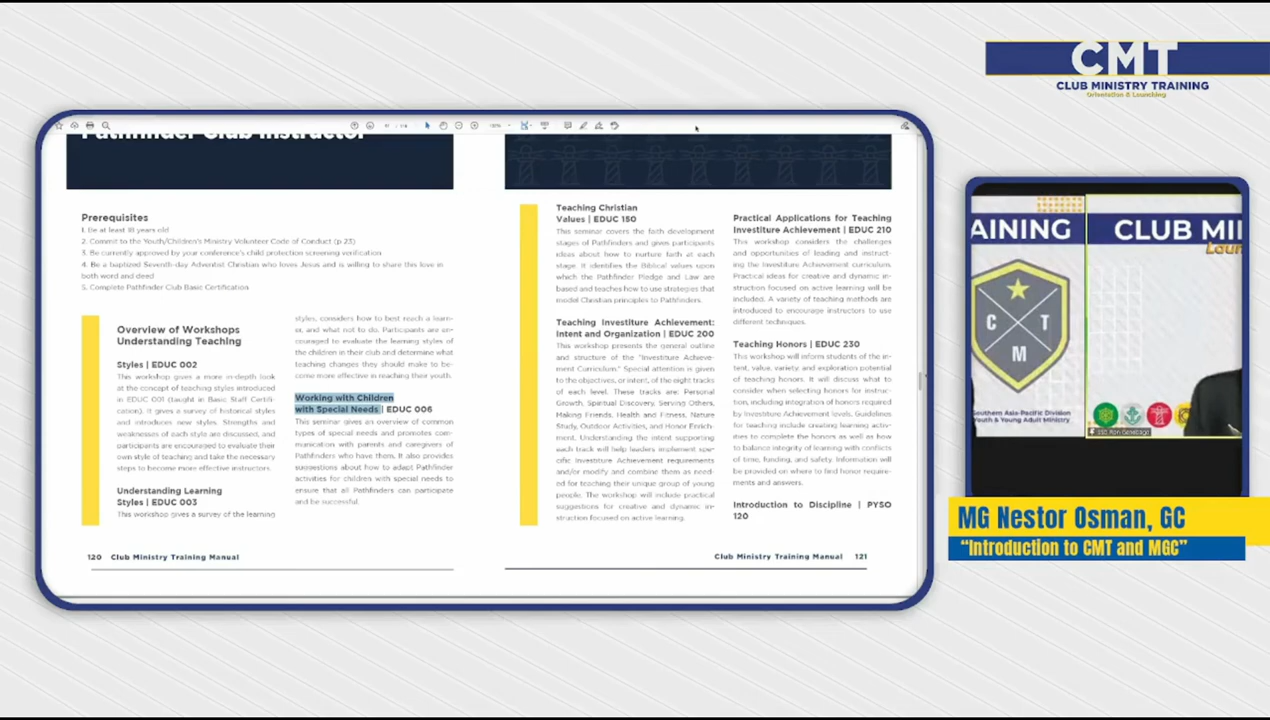 CMT
CLUB MINISTRY TRAINING
Orientation & Launching
Pathfinder Club Instructor
Prerequisites
1. Be at least 18 years old
2. Commit to the Youth/Children's Ministry Volunteer Code of Conduct (p 23)
3. Be currently approved by your conference's child protection screening verification
4. Be a baptized Seventh-day Adventist Christian who loves Jesus and is willing to share this love in
both word and deed
5. Complete Pathfinder Club Basic Certification
Overview of Workshops
Understanding Teaching
Styles | EDUC 002
This workshop gives a more in-depth look
at the concept of teaching styles introduced
in EDUC 001 (taught in Basic Staff Certifi-
cation). It gives a survey of historical styles
and introduces new styles. Strengths and
weaknesses of each style are discussed, and
participants are encouraged to evaluate their
own style of teaching and take the necessary
steps to become more effective instructors.
Understanding Learning
Styles | EDUC 003
This workshop gives a survey of the learning
styles, considers how to best reach a learn-
er, and what not to do. Participants are en-
couraged to evaluate the learning styles of
the children in their club and determine what
teaching changes they should make to be-
come more effective in reaching their youth.
Working with Children
with Special Needs | EDUC 006
This seminar gives an overview of common
types of special needs and promotes com-
munication with parents and caregivers of
Pathfinders who have them. It also provides
suggestions about how to adapt Pathfinder
activities for children with special needs to
ensure that all Pathfinders can participate
and be successful.
120 Club Ministry Training Manual
Teaching Christian
Values | EDUC 150
This seminar covers the faith development
stages of Pathfinders and gives participants
ideas about how to nurture faith at each
stage. It identifies the Biblical values upon
which the Pathfinder Pledge and Law are
based and teaches how to use strategies that
model Christian principles to Pathfinders.
Teaching Investiture Achievement:
Intent and Organization | EDUC 200
This workshop presents the general outline
and structure of the "Investiture Achieve-
ment Curriculum." Special attention is given
to the objectives, or intent, of the eight tracks
of each level. These tracks are: Personal
Growth, Spiritual Discovery, Serving Others,
Making Friends, Health and Fitness, Nature
Study, Outdoor Activities, and Honor Enrich-
ment. Understanding the intent supporting
each track will help leaders implement spe-
cific Investiture Achievement requirements
and/or modify and combine them as need-
ed for teaching their unique group of young
people. The workshop will include practical
suggestions for creative and dynamic in-
struction focused on active learning.
Practical Applications for Teaching
Investiture Achievement | EDUC 210
This workshop considers the challenges
and opportunities of leading and instruct-
ing the Investiture Achievement curriculum.
Practical ideas for creative and dynamic in-
struction focused on active learning will be
included. A variety of teaching methods are
introduced to encourage instructors to use
different techniques.
Teaching Honors | EDUC 230
This workshop will inform students of the in-
tent, value, variety and exploration potential
of teaching honors. It will discuss what to
consider when selecting honors for instruc-
tion, including integration of honors required
by Investiture Achievement levels. Guidelines
for teaching include creating learning activ-
ities to complete the honors as well as how
to balance integrity of learning with conflicts
of time, funding, and safety. Information will
be provided on where to find honor require-
ments and answers.
Introduction to Discipline | PYSO
120
Club Ministry Training Manual 121
AINING
C T
M
Southern Asia-Pacific Division
Youth & Young Adult Ministry
CLUB MI
Laun
MG Nestor Osman, GC
"Introduction to CMT and MGC"